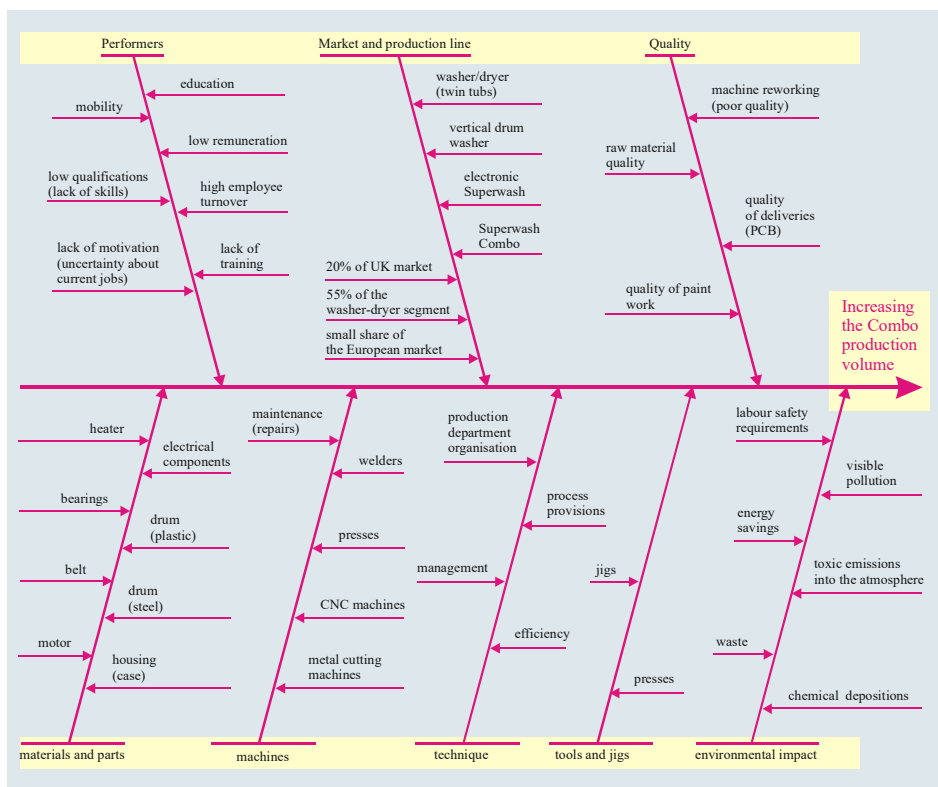 Performers
Market and production line
Quality
education
mobility
low remuneration
low qualifications
(lack of skills)
high employee
turnover
lack of motivation
(uncertainty about
current jobs)
lack of
training
washer/dryer
(twin tubs)
vertical drum
washer
electronic
Superwash
Superwash
Combo
20% of UK market
55% of the
washer-dryer segment
small share of
the European market
machine reworking
(poor quality)
raw material
quality
quality
of deliveries
(PCB)
quality of paint
work
Increasing
the Combo
production
volume
heater
electrical
components
bearings
drum
(plastic)
belt
drum
(steel)
motor
housing
(case)
maintenance
(repairs)
welders
presses
CNC machines
metal cutting
machines
production
department
organisation
process
provisions
management
efficiency
jigs
presses
labour safety
requirements
visible
pollution
energy
savings
toxic emissions
into the atmosphere
waste
chemical depositions
materials and parts
machines
technique
tools and jigs
environmental impact